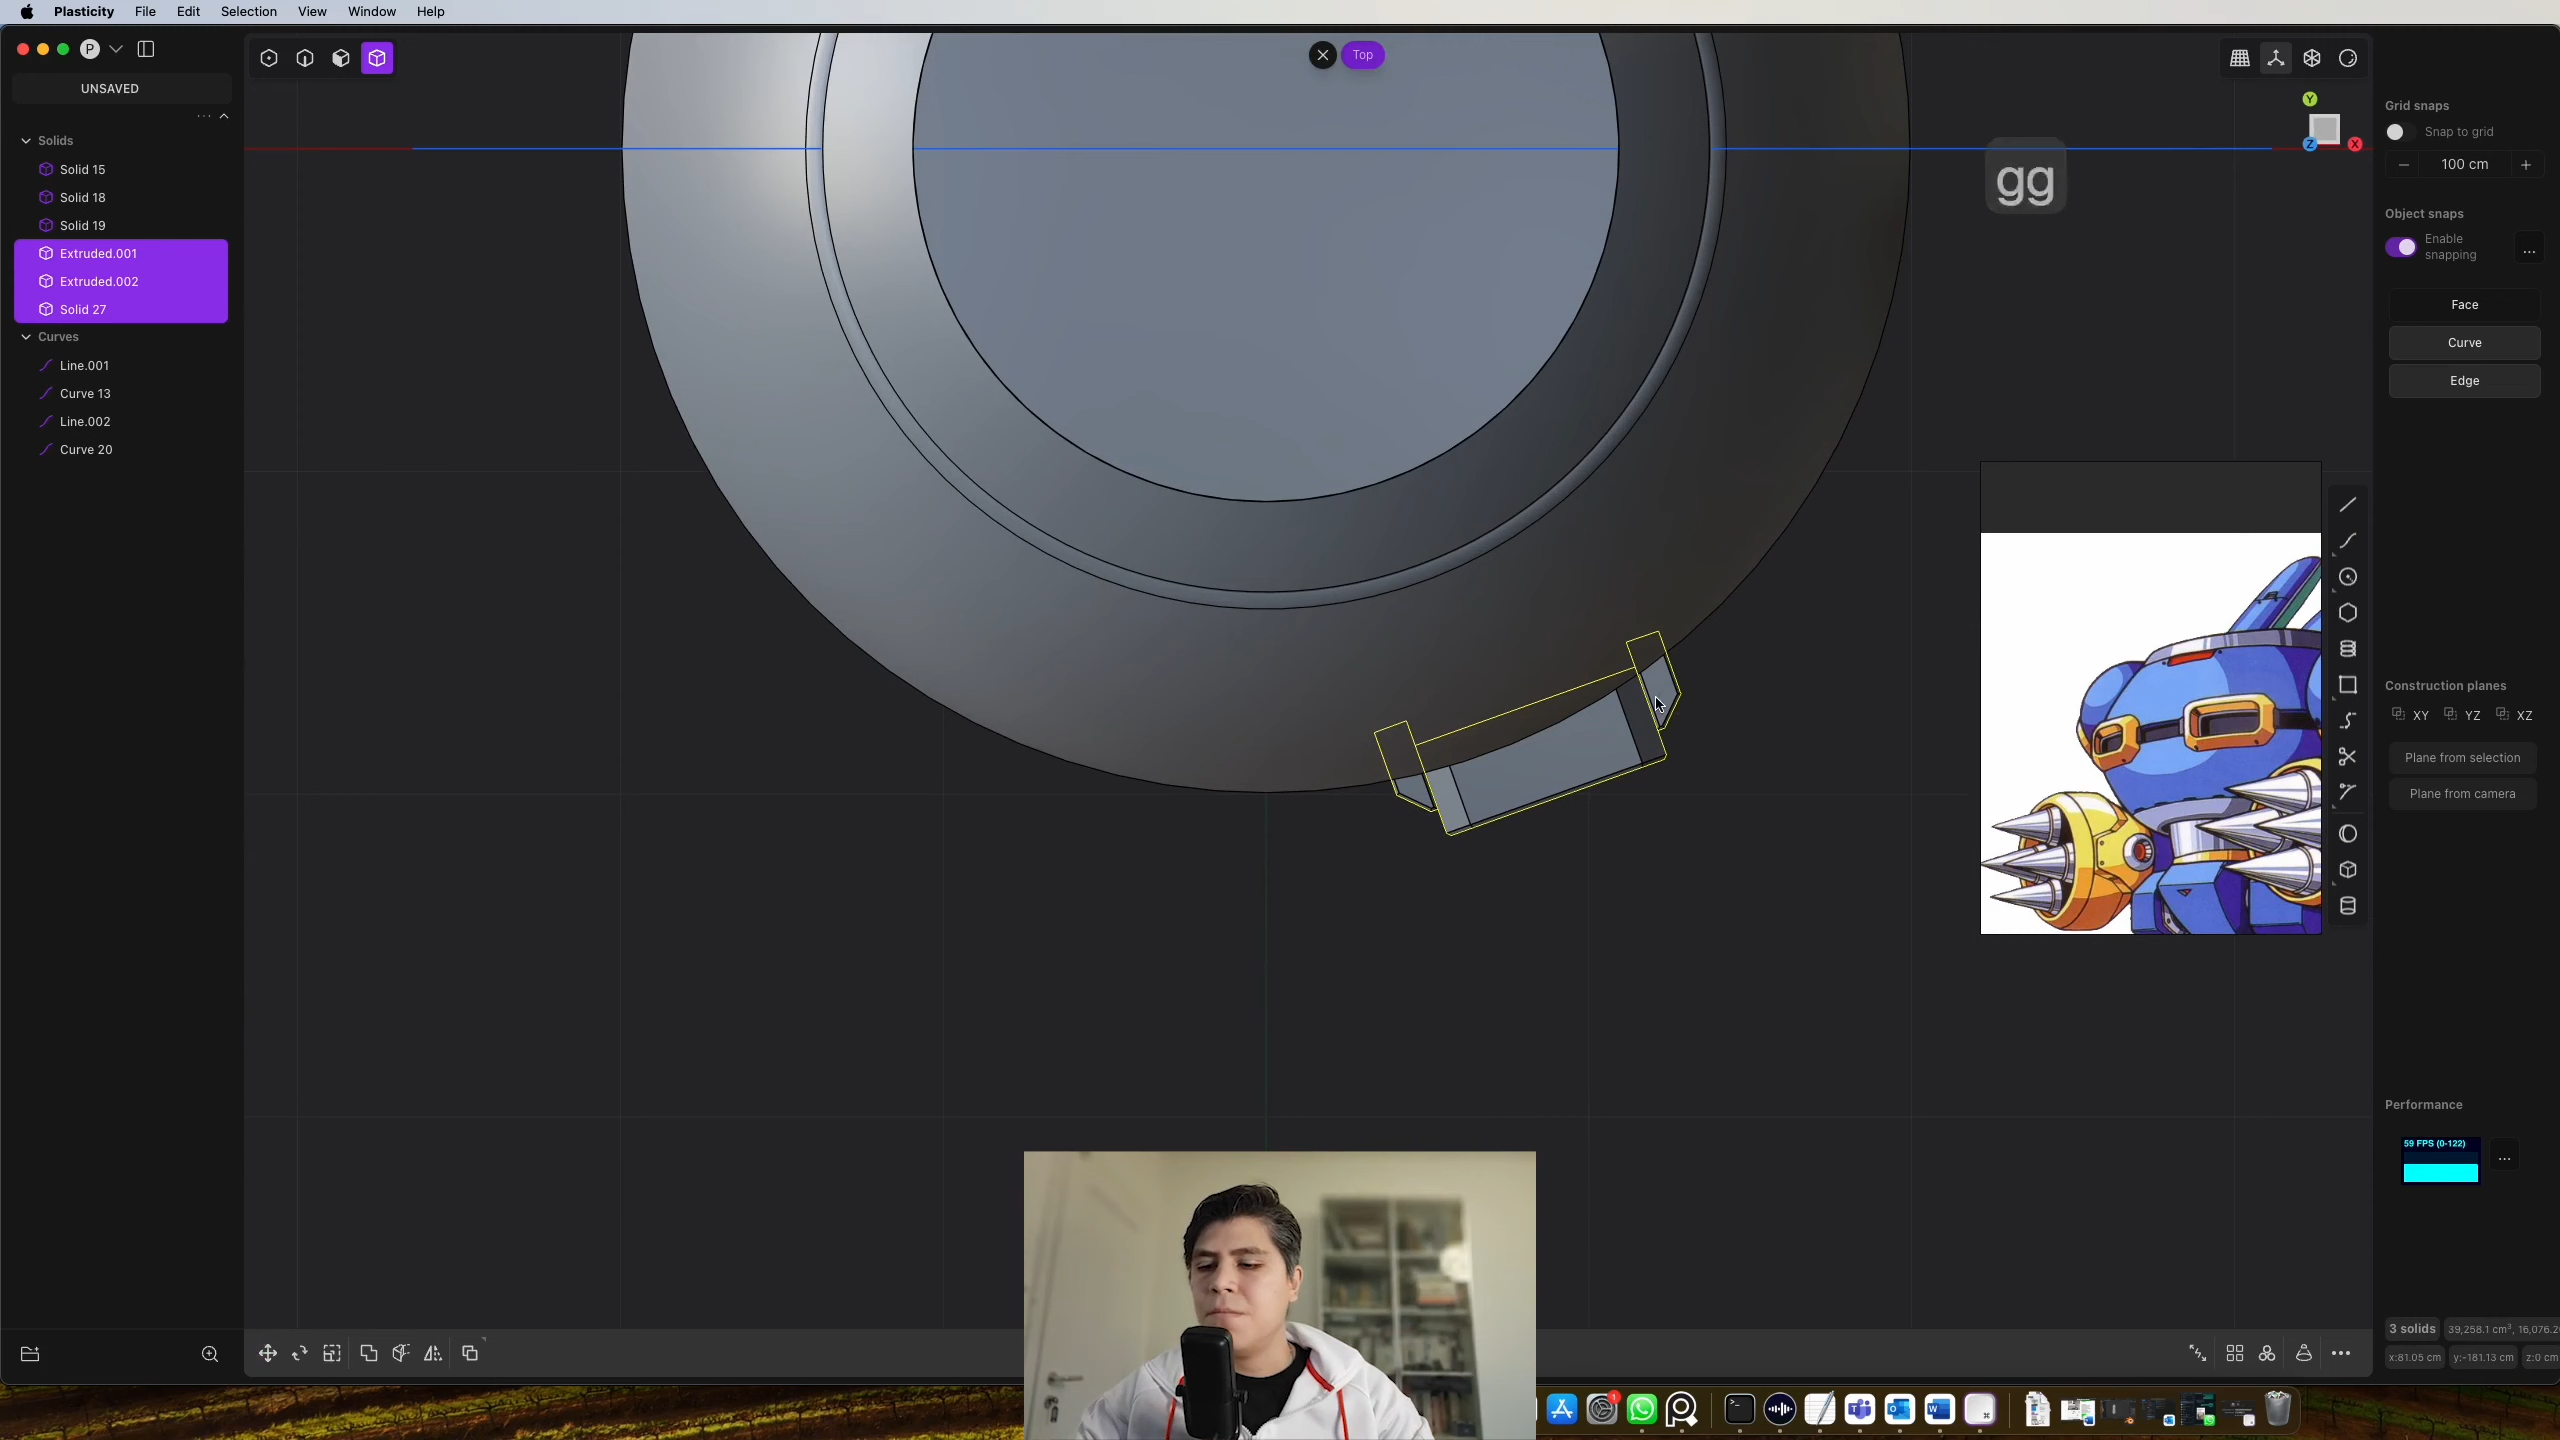 Plasticity File Edit Selection View Window Help
P
UNSAVED
Top
Solids
Solid 15
Solid 18
Solid 19
Extruded.001
Extruded.002
Solid 27
Curves
Line.001
Curve 13
Line.002
Curve 20
Y
Z
X
gg
Grid snaps
Snap to grid
100 cm
Object snaps
Enable snapping
Face
Curve
Edge
Construction planes
XY YZ XZ
Plane from selection
Plane from camera
Performance
59 FPS (0-122)
3 solids 39,258.1 cm³, 16,076.2
x:81.05 cm y:-181.13 cm z:0 cm
1